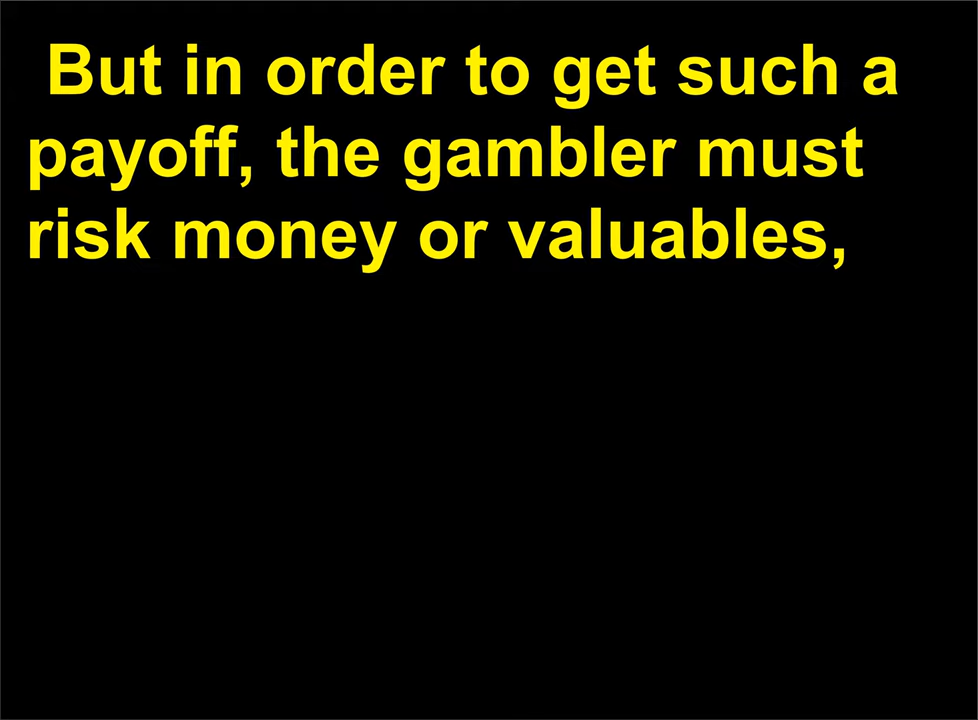 But in order to get such a
payoff, the gambler must
risk money or valuables,